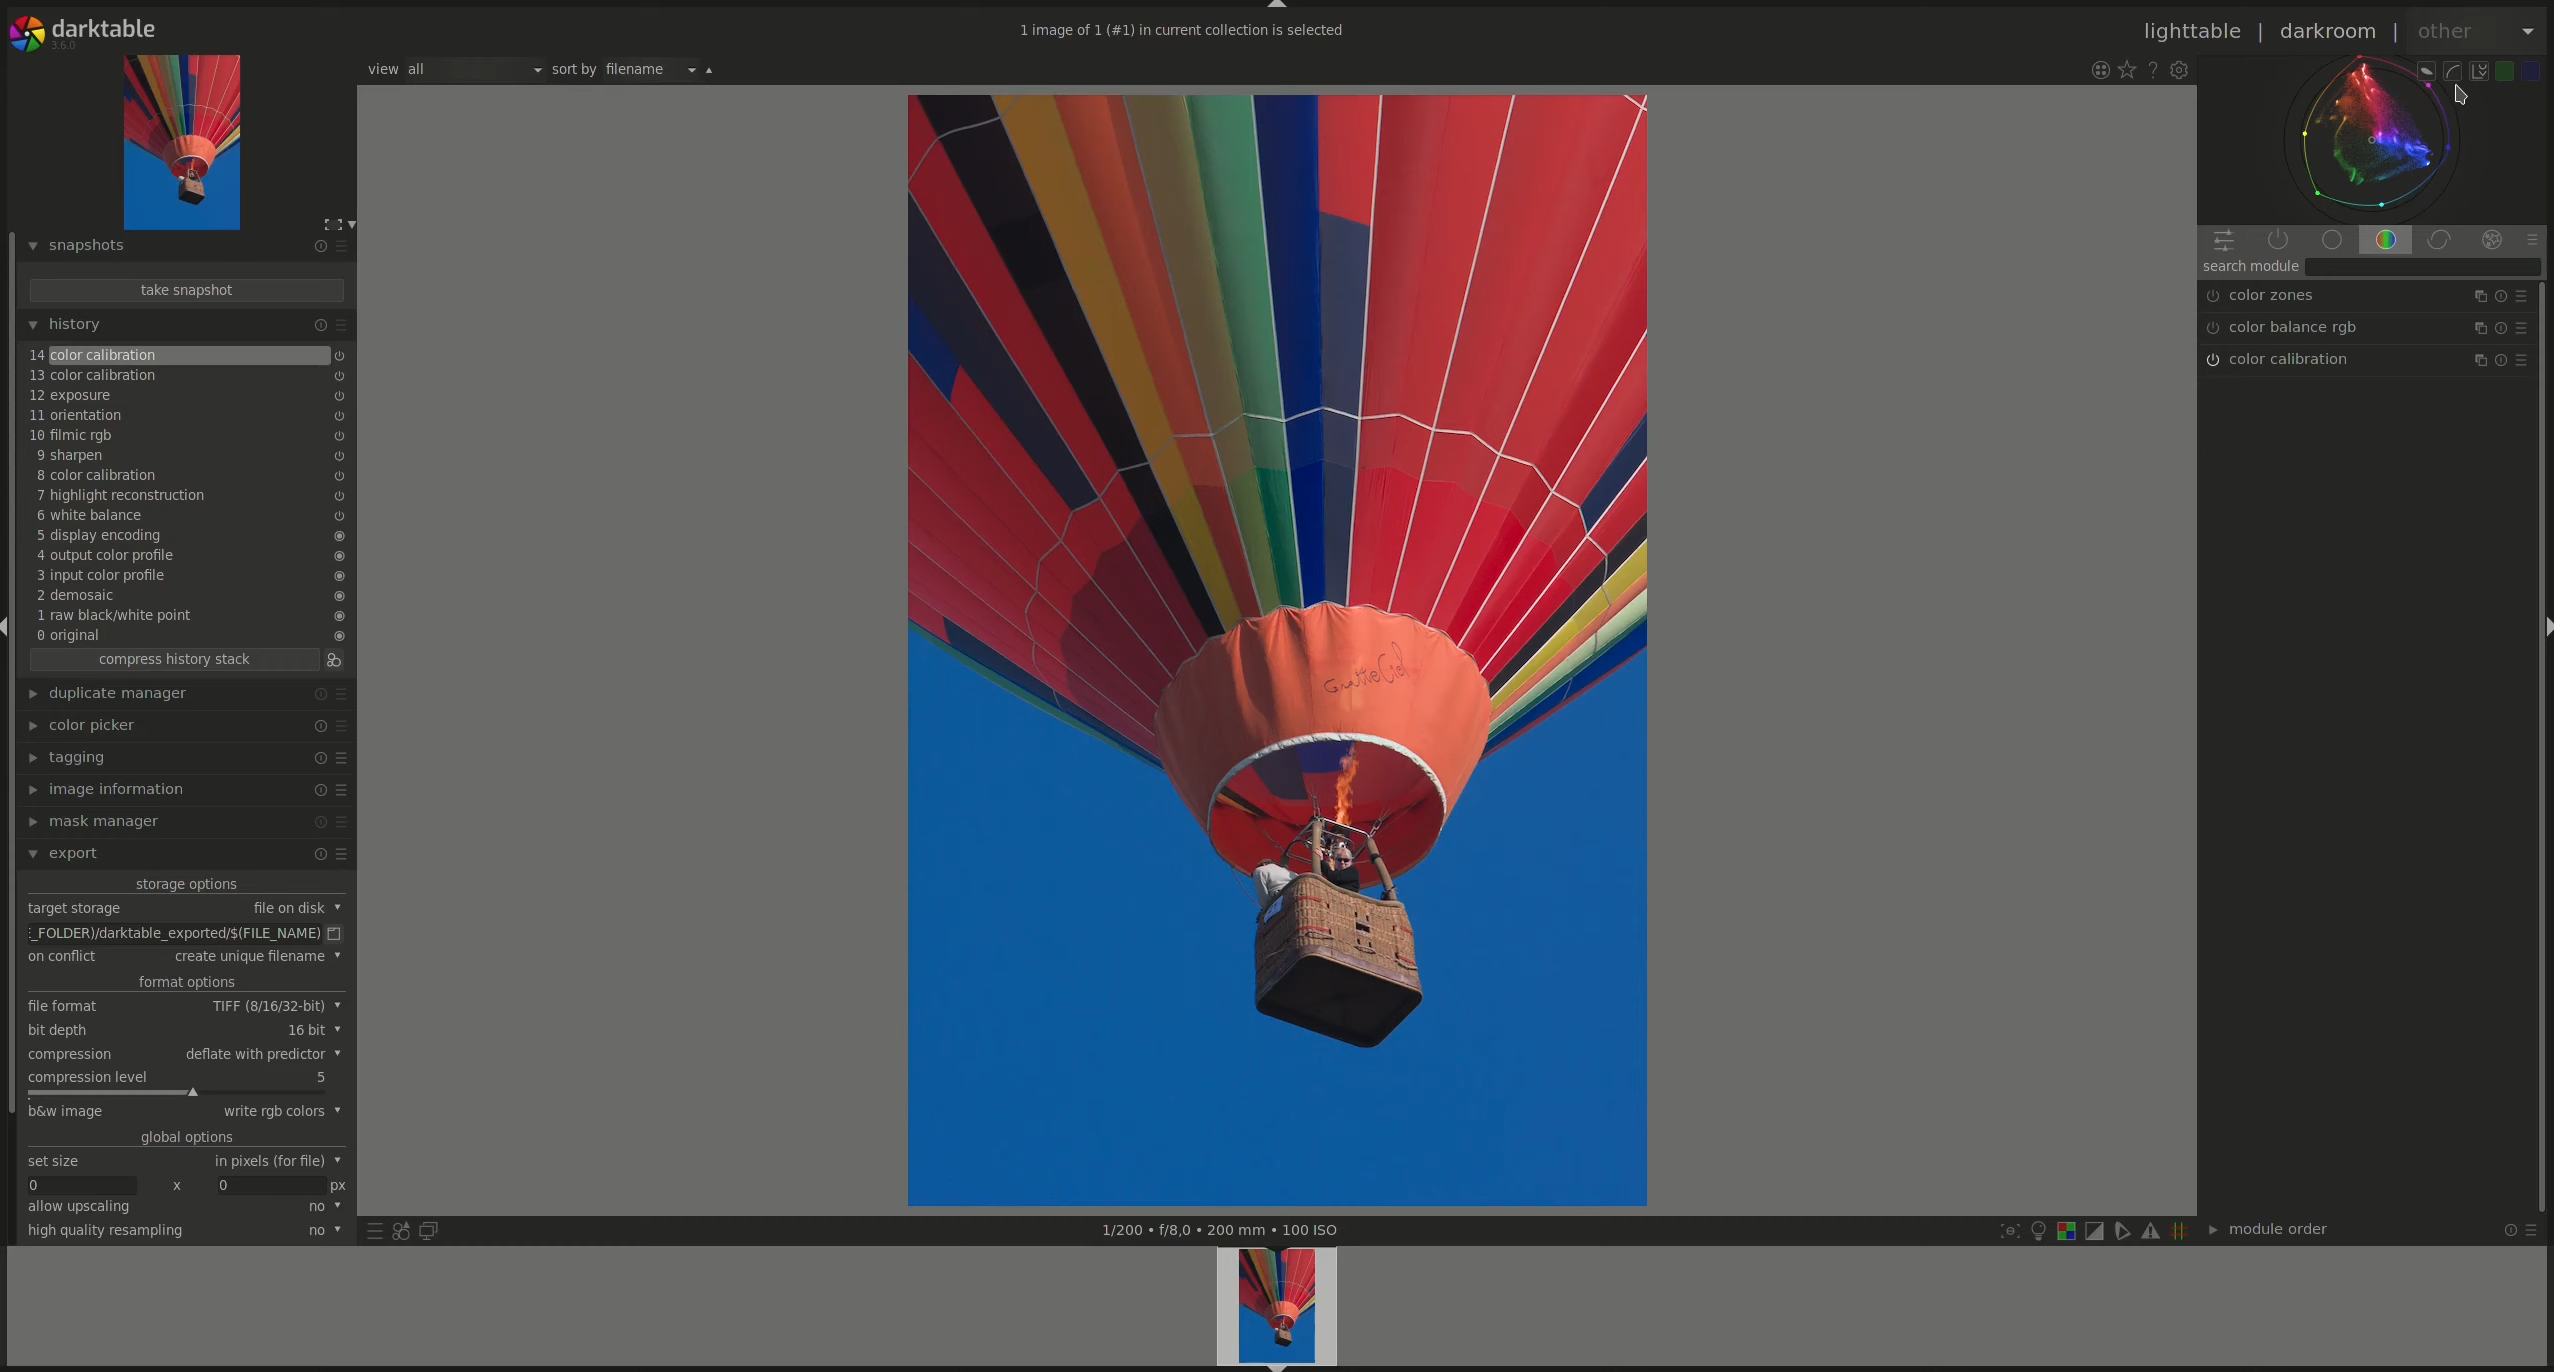 darktable
3.6.0
1 image of 1 (#1) in current collection is selected
lighttable | darkroom | other
view all sort by filename
snapshots
take snapshot
history
14 color calibration
13 color calibration
12 exposure
11 orientation
10 filmic rgb
9 sharpen
8 color calibration
7 highlight reconstruction
6 white balance
5 display encoding
4 output color profile
3 input color profile
2 demosaic
1 raw black/white point
0 original
compress history stack
duplicate manager
color picker
tagging
image information
mask manager
export
storage options
target storage file on disk
_FOLDER)/darktable_exported/$(FILE_NAME)
on conflict create unique filename
format options
file format TIFF (8/16/32-bit)
bit depth 16 bit
compression deflate with predictor
compression level 5
b&w image write rgb colors
global options
set size in pixels (for file)
0 x 0 px
allow upscaling no
high quality resampling no
GratteCiel
1/200 • f/8,0 • 200 mm • 100 ISO
search module
color zones
color balance rgb
color calibration
module order